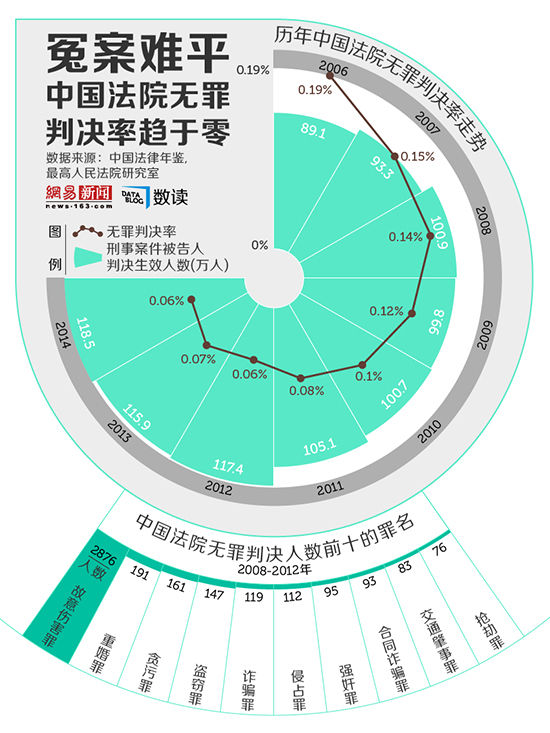 冤案难平
中国法院无罪
判决率趋于零
数据来源：中国法律年鉴，
最高人民法院研究室
網易新闻
news·163·com
DATA BLOG
数读
图例
无罪判决率
刑事案件被告人
判决生效人数(万人)
历年中国法院无罪判决率走势
0.19%
0%
2006
2007
2008
2009
2010
2011
2012
2013
2014
0.19%
0.15%
0.14%
0.12%
0.1%
0.08%
0.06%
0.07%
0.06%
89.1
93.3
100.9
99.8
100.7
105.1
117.4
115.9
118.5
中国法院无罪判决人数前十的罪名
2008-2012年
2876
人数
故意伤害罪
191
重婚罪
161
贪污罪
147
盗窃罪
119
诈骗罪
112
侵占罪
95
强奸罪
93
合同诈骗罪
83
交通肇事罪
76
抢劫罪